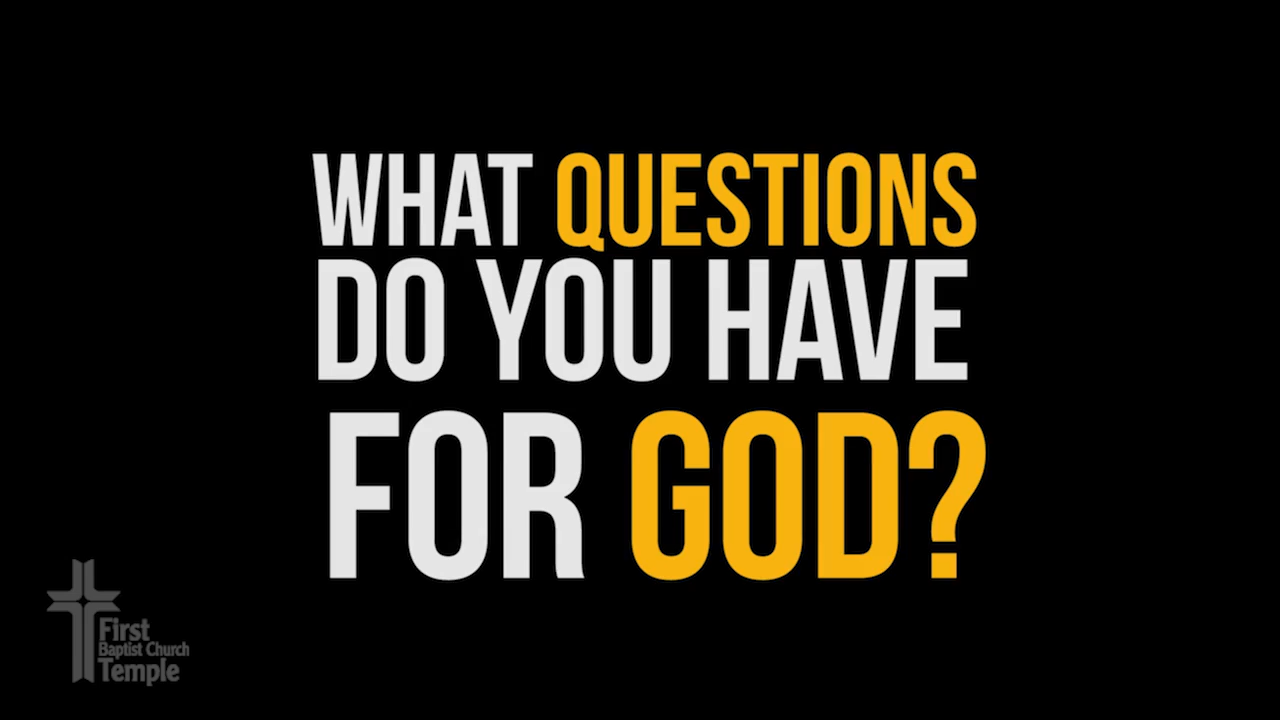 WHAT QUESTIONS
DO YOU HAVE
FOR GOD?
First
Baptist Church
Temple